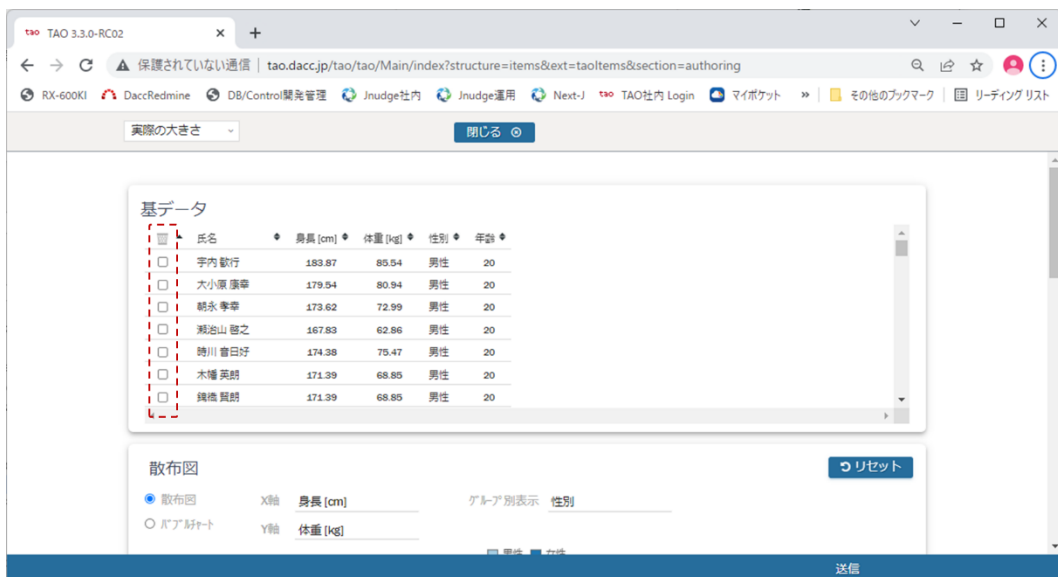 tao TAO 3.3.0-RC02
保護されていない通信 | tao.dacc.jp/tao/tao/Main/index?structure=items&ext=taoItems&section=authoring
RX-600KI DaccRedmine DB/Control開発管理 Jnudge社内 Jnudge運用 Next-J tao TAO社内 Login マイポケット » その他のブックマーク リーディング リスト
実際の大きさ 閉じる
基データ
氏名 身長 [cm] 体重 [kg] 性別 年齢
宇内 歓行 183.87 85.54 男性 20
大小原 康幸 179.54 80.94 男性 20
朝永 孝幸 173.62 72.99 男性 20
瀬治山 啓之 167.83 62.86 男性 20
時川 音日好 174.38 75.47 男性 20
木幡 英朗 171.39 68.85 男性 20
錦織 賢朗 171.39 68.85 男性 20
散布図 リセット
散布図 X軸 身長 [cm] グループ別表示 性別
バブルチャート Y軸 体重 [kg]
男性 女性
送信